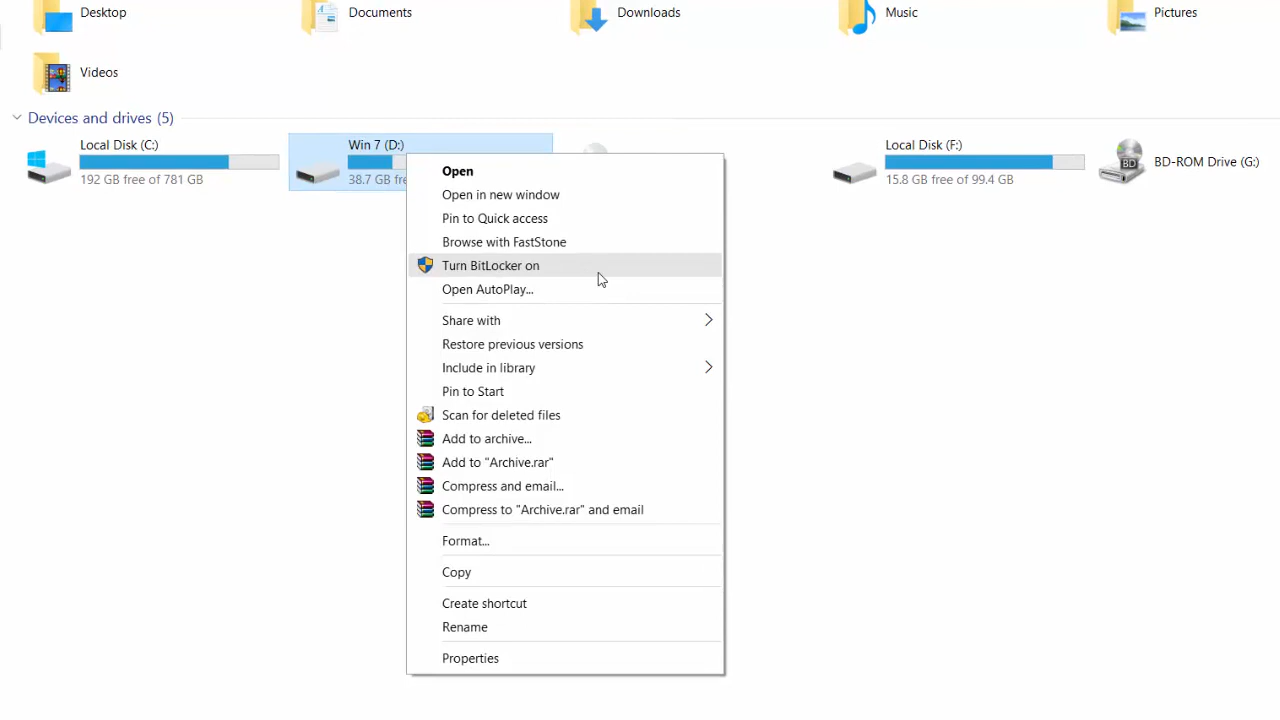 Desktop
Documents
Downloads
Music
Pictures
Videos
Devices and drives (5)
Local Disk (C:)
192 GB free of 781 GB
Win 7 (D:)
38.7 GB fre
Local Disk (F:)
15.8 GB free of 99.4 GB
BD
BD-ROM Drive (G:)
Open
Open in new window
Pin to Quick access
Browse with FastStone
Turn BitLocker on
Open AutoPlay...
Share with
Restore previous versions
Include in library
Pin to Start
Scan for deleted files
Add to archive...
Add to "Archive.rar"
Compress and email...
Compress to "Archive.rar" and email
Format...
Copy
Create shortcut
Rename
Properties